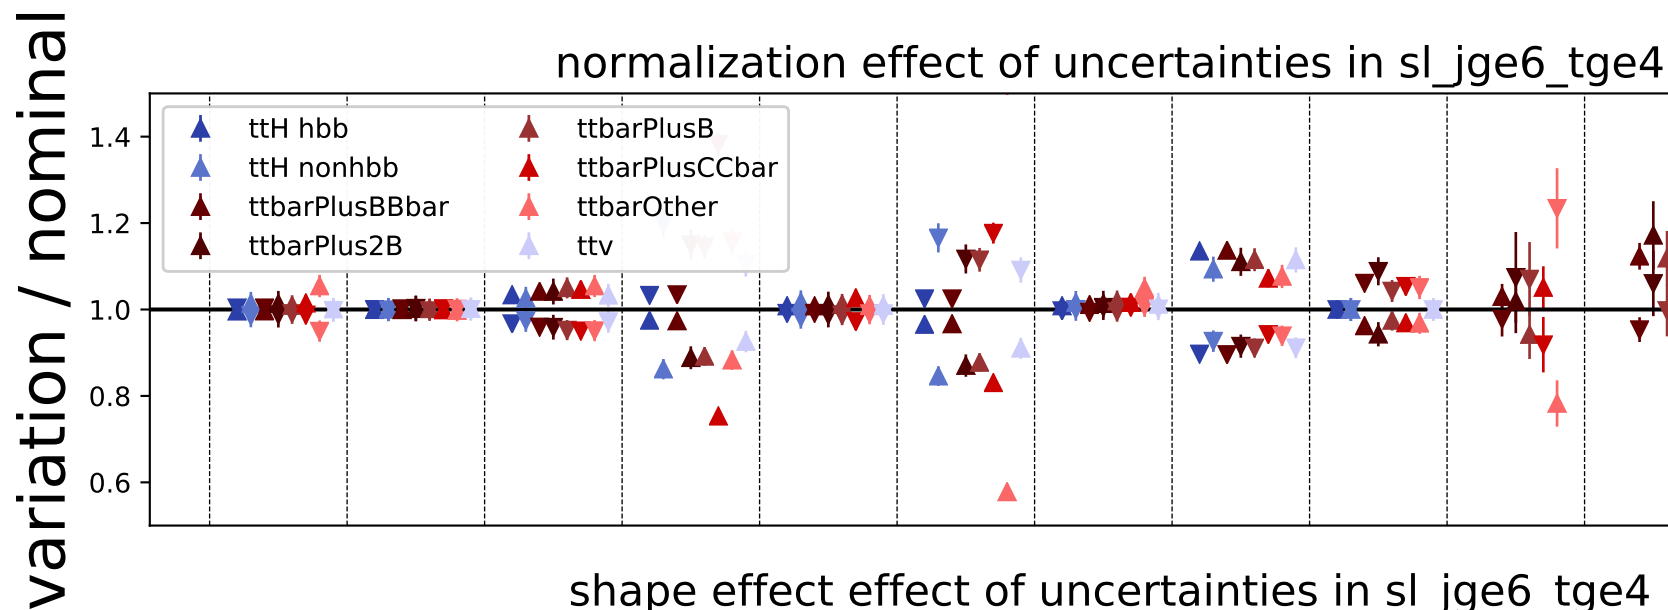 variation / nominal
normalization effect of uncertainties in sl_jge6_tge4
1.4
1.2
1.0
0.8
0.6
ttH hbb
ttH nonhbb
ttbarPlusBBbar
ttbarPlus2B
ttbarPlusB
ttbarPlusCCbar
ttbarOther
ttv
shape effect effect of uncertainties in sl_jge6_tge4